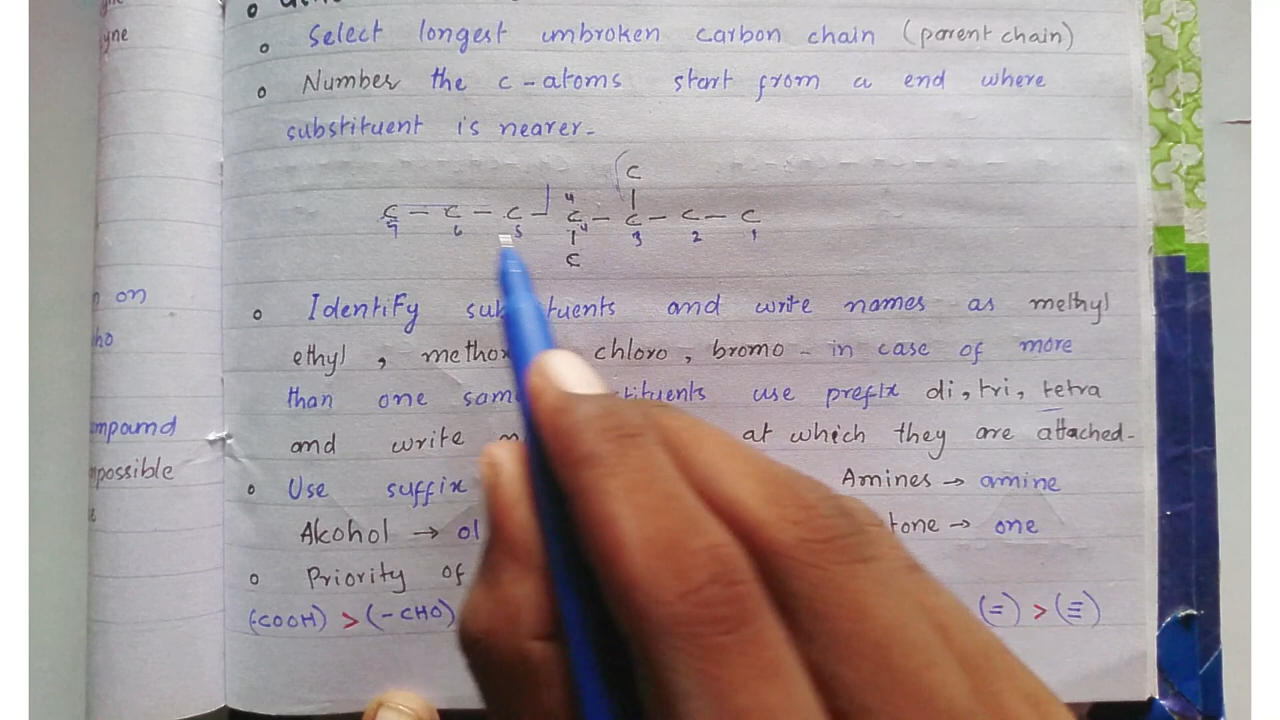 yne
o Select longest unbroken carbon chain (parent chain)
o Number the c-atoms start from a end where
substituent is nearer-
C
4
C - C - C - C - C - C - C
7 6 5 4 3 2 1
C
on
ho
o Identify substituents and write names as methyl
ethyl, chloro, bromo - in case of more
than one use prefix di, tri, tetra
and write at which they are attached-
mpound
possible
o Use suffix Amines → amine
Alcohol → ol tone → one
o Priority of
(-COOH) > (-CHO) (=) > (≡)